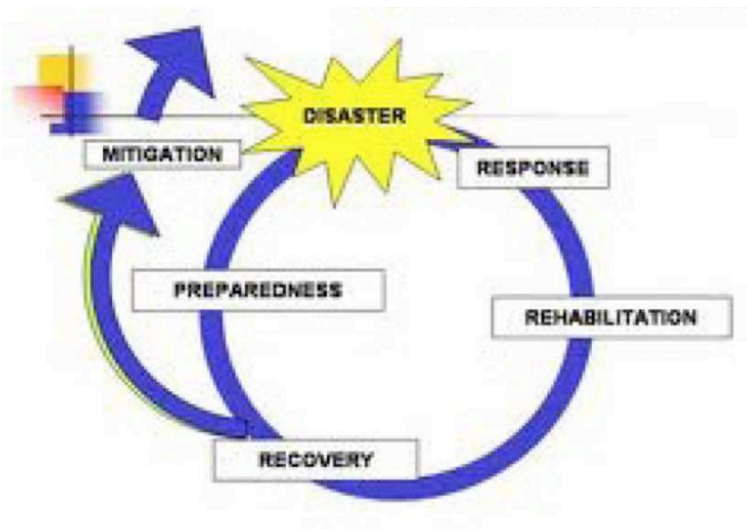 DISASTER
MITIGATION
RESPONSE
PREPAREDNESS
REHABILITATION
RECOVERY